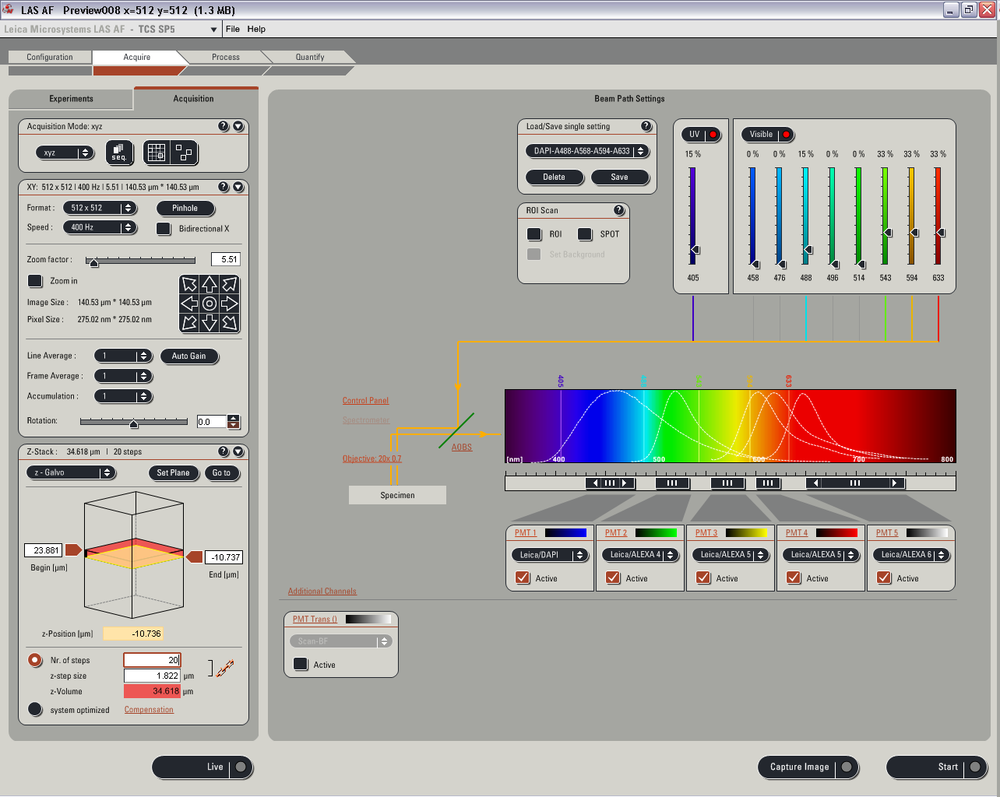 LAS AF Preview008 x=512 y=512 (1.3 MB)
Leica Microsystems LAS AF - TCS SP5
File Help
Configuration
Acquire
Process
Quantify
Experiments
Acquisition
Acquisition Mode: xyz
?
xyz
seq.
XY: 512 x 512 | 400 Hz | 5.51 | 140.53 µm * 140.53 µm
?
Format :
512 x 512
Pinhole
Speed :
400 Hz
Bidirectional X
Zoom factor :
5.51
Zoom in
Image Size : 140.53 µm * 140.53 µm
Pixel Size : 275.02 nm * 275.02 nm
Line Average :
1
Auto Gain
Frame Average :
1
Accumulation :
1
Rotation:
0.0
Z-Stack : 34.618 µm | 20 steps
?
z - Galvo
Set Plane
Go to
23.881
Begin [µm]
-10.737
End [µm]
z-Position [µm]
-10.736
Nr. of steps
20
z-step size
1.822 µm
z-Volume
34.618 µm
system optimized
Compensation
Live
Beam Path Settings
Load/Save single setting
?
DAPI-A488-A568-A594-A633
Delete
Save
ROI Scan
?
ROI
SPOT
Set Background
UV
15 %
405
Visible
0 % 0 % 15 % 0 % 0 % 33 % 33 % 33 %
458 476 488 496 514 543 594 633
Control Panel
Spectrometer
AOBS
Objective: 20x 0.7
Specimen
405
633
[nm] 400 500 600 700 800
PMT 1
Leica/DAPI
Active
PMT 2
Leica/ALEXA 4
Active
PMT 3
Leica/ALEXA 5
Active
PMT 4
Leica/ALEXA 5
Active
PMT 5
Leica/ALEXA 6
Active
Additional Channels
PMT Trans ()
Scan-BF
Active
Capture Image
Start